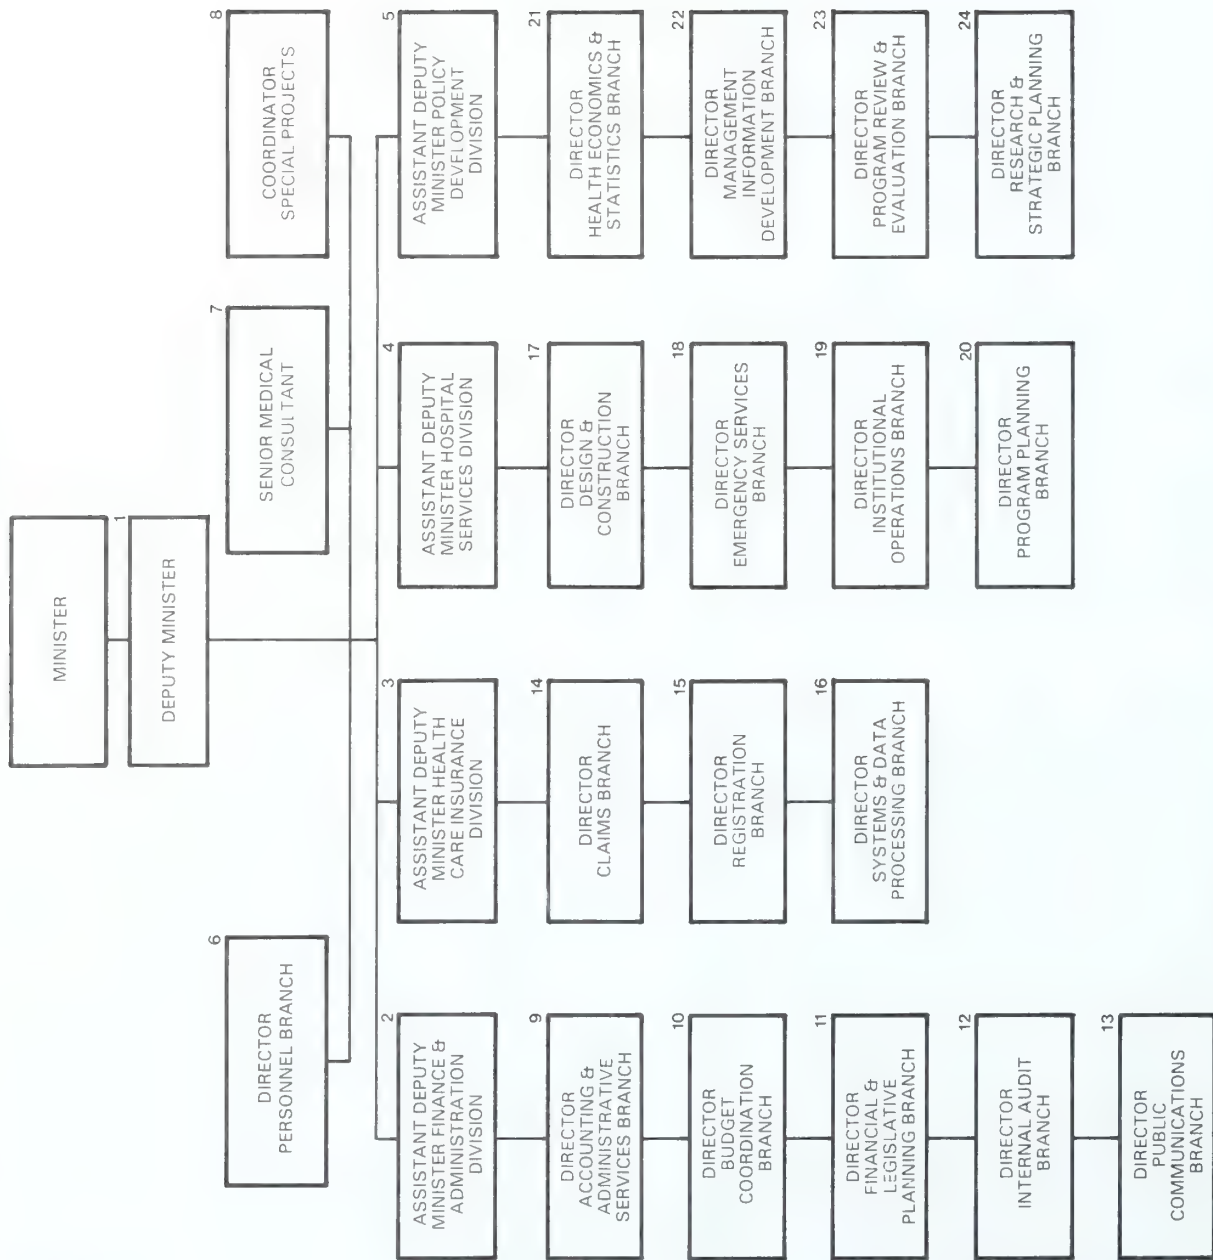 MINISTER
1
DEPUTY MINISTER
6
DIRECTOR
PERSONNEL BRANCH
7
SENIOR MEDICAL
CONSULTANT
8
COORDINATOR
SPECIAL PROJECTS
2
ASSISTANT DEPUTY
MINISTER FINANCE &
ADMINISTRATION
DIVISION
3
ASSISTANT DEPUTY
MINISTER HEALTH
CARE INSURANCE
DIVISION
4
ASSISTANT DEPUTY
MINISTER HOSPITAL
SERVICES DIVISION
5
ASSISTANT DEPUTY
MINISTER POLICY
DEVELOPMENT
DIVISION
9
DIRECTOR
ACCOUNTING &
ADMINISTRATIVE
SERVICES BRANCH
14
DIRECTOR
CLAIMS BRANCH
17
DIRECTOR
DESIGN &
CONSTRUCTION
BRANCH
21
DIRECTOR
HEALTH ECONOMICS &
STATISTICS BRANCH
10
DIRECTOR
BUDGET
COORDINATION
BRANCH
15
DIRECTOR
REGISTRATION
BRANCH
18
DIRECTOR
EMERGENCY SERVICES
BRANCH
22
DIRECTOR
MANAGEMENT
INFORMATION
DEVELOPMENT BRANCH
11
DIRECTOR
FINANCIAL &
LEGISLATIVE
PLANNING BRANCH
16
DIRECTOR
SYSTEMS & DATA
PROCESSING BRANCH
19
DIRECTOR
INSTITUTIONAL
OPERATIONS BRANCH
23
DIRECTOR
PROGRAM REVIEW &
EVALUATION BRANCH
12
DIRECTOR
INTERNAL AUDIT
BRANCH
20
DIRECTOR
PROGRAM PLANNING
BRANCH
24
DIRECTOR
RESEARCH &
STRATEGIC PLANNING
BRANCH
13
DIRECTOR
PUBLIC
COMMUNICATIONS
BRANCH